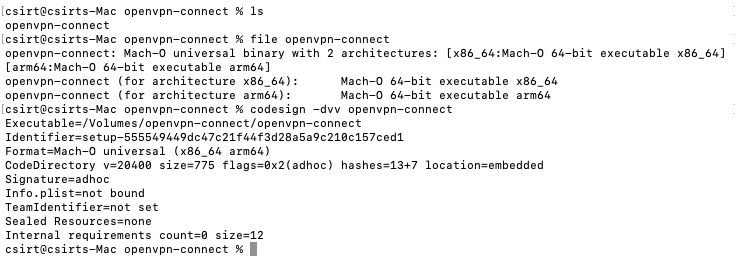 [csirt@csirts-Mac openvpn-connect % ls
openvpn-connect
[csirt@csirts-Mac openvpn-connect % file openvpn-connect
openvpn-connect: Mach-O universal binary with 2 architectures: [x86_64:Mach-O 64-bit executable x86_64]
[arm64:Mach-O 64-bit executable arm64]
openvpn-connect (for architecture x86_64):      Mach-O 64-bit executable x86_64
openvpn-connect (for architecture arm64):       Mach-O 64-bit executable arm64
[csirt@csirts-Mac openvpn-connect % codesign -dvv openvpn-connect
Executable=/Volumes/openvpn-connect/openvpn-connect
Identifier=setup-555549449dc47c21f44f3d28a5a9c210c157ced1
Format=Mach-O universal (x86_64 arm64)
CodeDirectory v=20400 size=775 flags=0x2(adhoc) hashes=13+7 location=embedded
Signature=adhoc
Info.plist=not bound
TeamIdentifier=not set
Sealed Resources=none
Internal requirements count=0 size=12
csirt@csirts-Mac openvpn-connect %